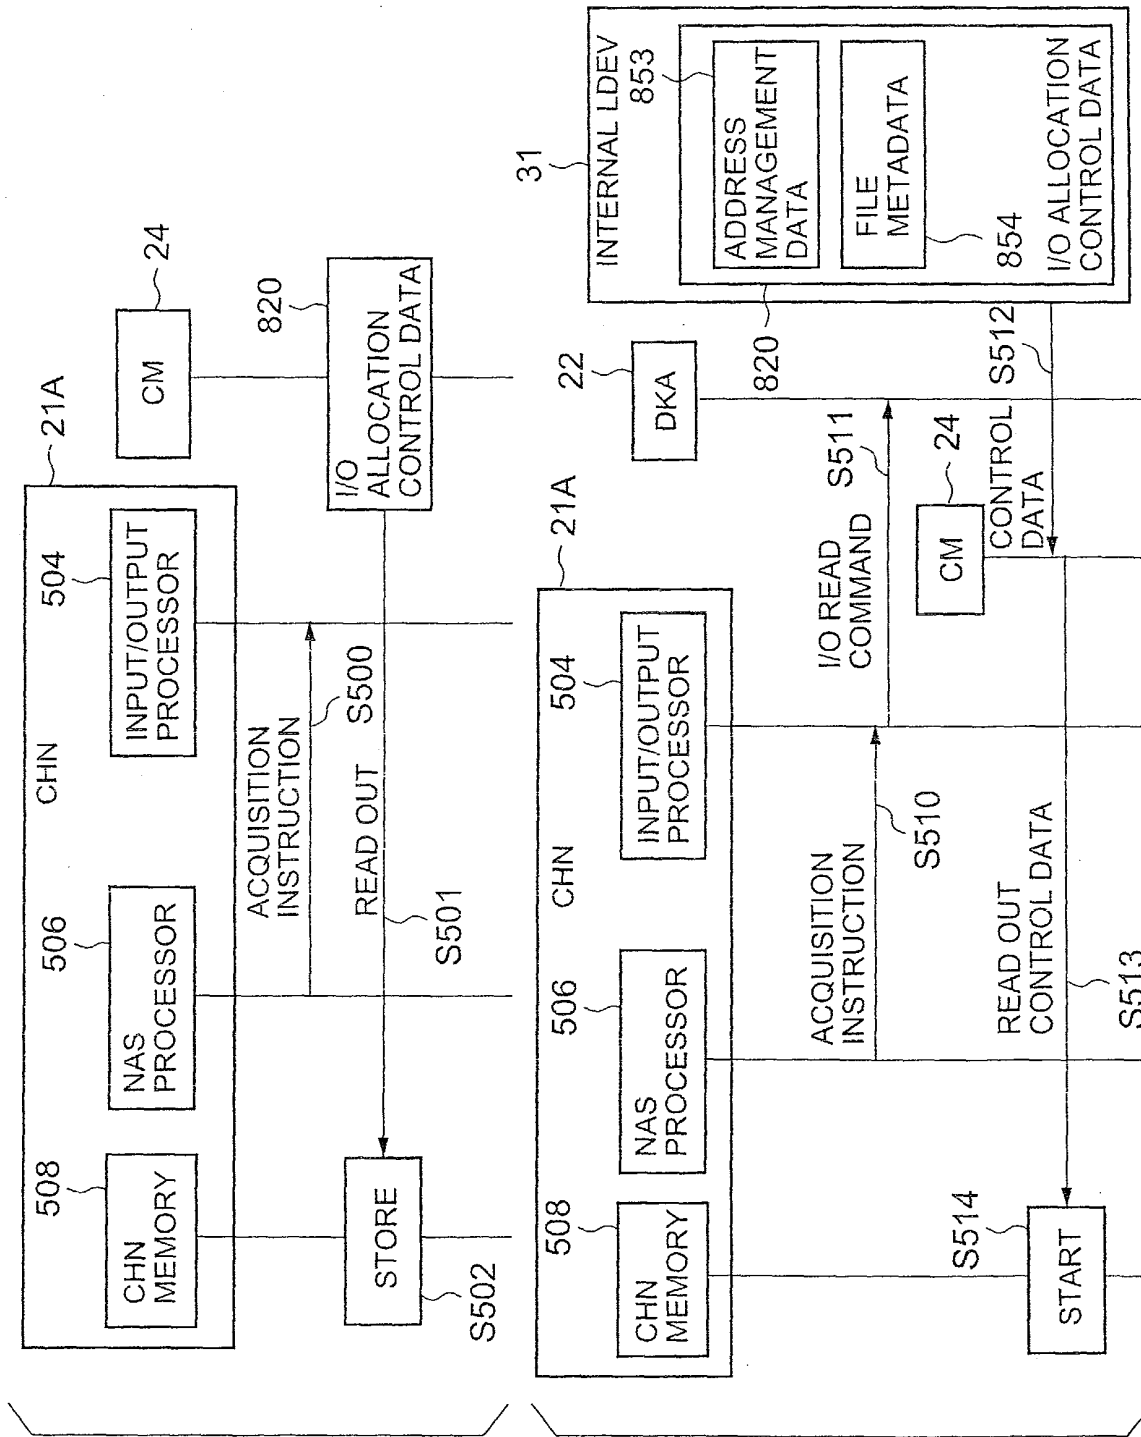 21A
24
CHN
508
506
504
CHN
MEMORY
NAS
PROCESSOR
INPUT/OUTPUT
PROCESSOR
CM
820
ACQUISITION
INSTRUCTION
S500
READ OUT
S501
I/O
ALLOCATION
CONTROL DATA
STORE
S502
21A
22
31
CHN
508
506
504
CHN
MEMORY
NAS
PROCESSOR
INPUT/OUTPUT
PROCESSOR
DKA
INTERNAL LDEV
853
ADDRESS
MANAGEMENT
DATA
FILE
METADATA
854
I/O ALLOCATION
CONTROL DATA
820
I/O READ
COMMAND
S511
ACQUISITION
INSTRUCTION
S510
24
CM
CONTROL
DATA
S512
READ OUT
CONTROL DATA
S513
S514
START